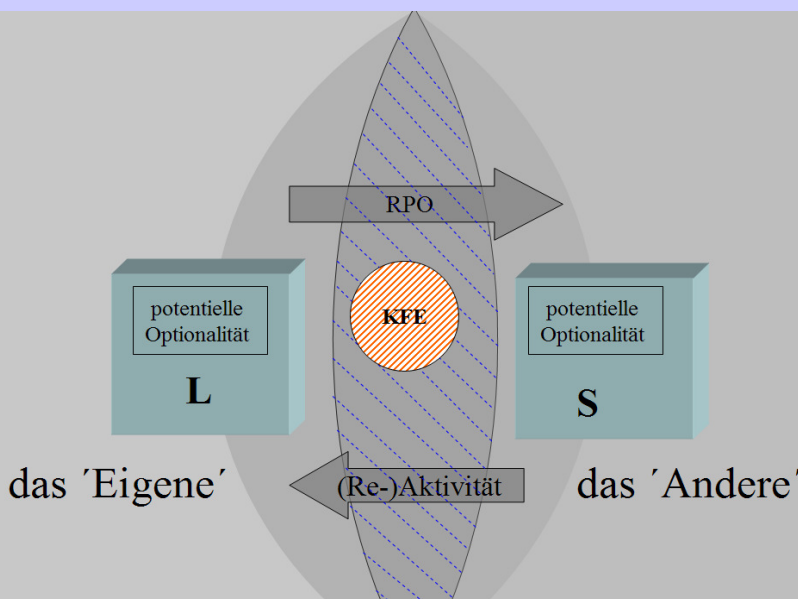 RPO
potentielle
Optionalität
L
KFE
potentielle
Optionalität
S
das ´Eigene´
(Re-)Aktivität
das ´Andere´